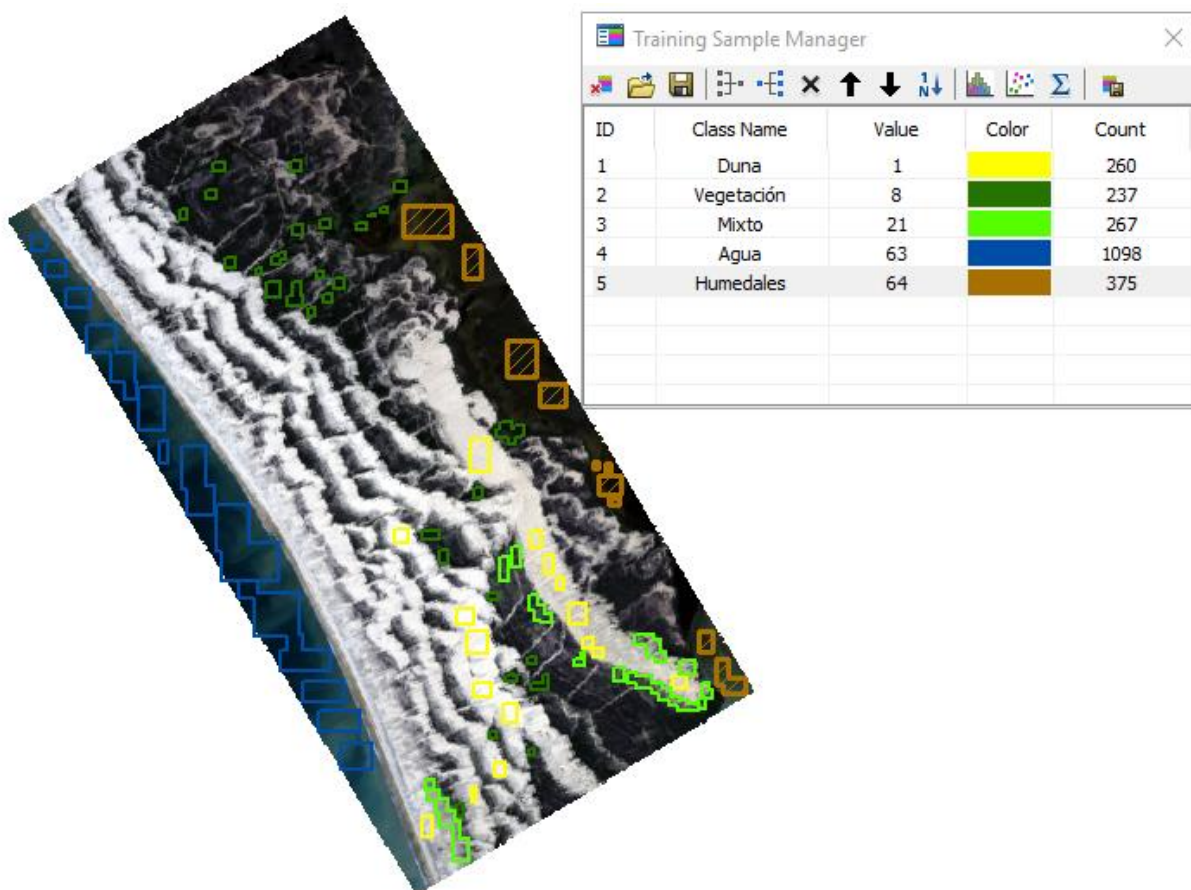 Training Sample Manager
ID Class Name Value Color Count
1 Duna 1 260
2 Vegetación 8 237
3 Mixto 21 267
4 Agua 63 1098
5 Humedales 64 375